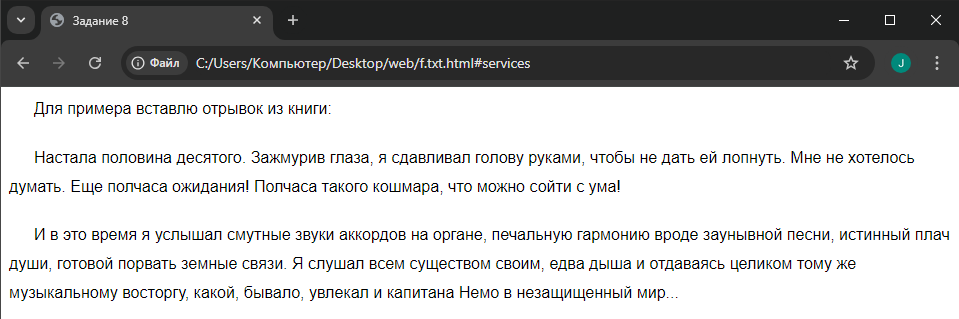 Задание 8
Файл C:/Users/Компьютер/Desktop/web/f.txt.html#services J
Для примера вставлю отрывок из книги:
Настала половина десятого. Зажмурив глаза, я сдавливал голову руками, чтобы не дать ей лопнуть. Мне не хотелось
думать. Еще полчаса ожидания! Полчаса такого кошмара, что можно сойти с ума!
И в это время я услышал смутные звуки аккордов на органе, печальную гармонию вроде заунывной песни, истинный плач
души, готовой порвать земные связи. Я слушал всем существом своим, едва дыша и отдаваясь целиком тому же
музыкальному восторгу, какой, бывало, увлекал и капитана Немо в незащищенный мир...